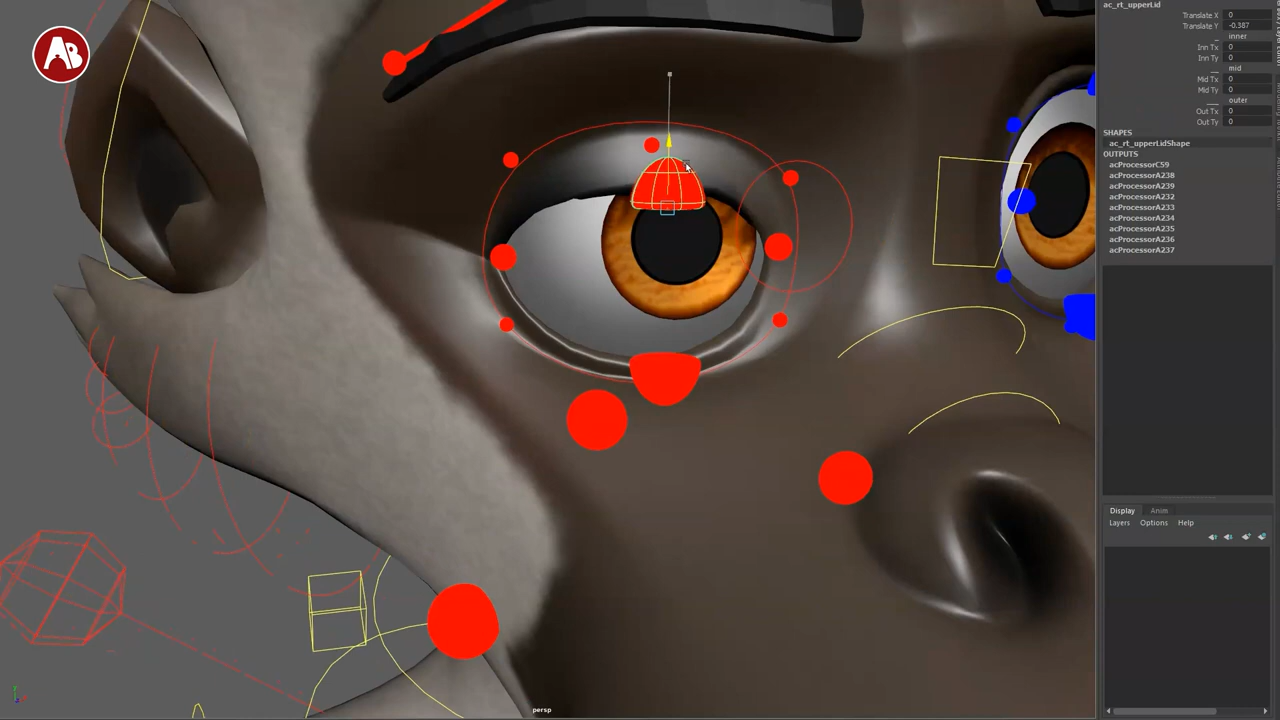 AB
ac_rt_upperLid
Translate X 0
Translate Y -0.387
inner
Inn Tx 0
Inn Ty 0
mid
Mid Tx 0
Mid Ty 0
outer
Out Tx 0
Out Ty 0
SHAPES
ac_rt_upperLidShape
OUTPUTS
acProcessorC59
acProcessorA238
acProcessorA239
acProcessorA232
acProcessorA233
acProcessorA234
acProcessorA235
acProcessorA236
acProcessorA237
Display Anim
Layers Options Help
persp